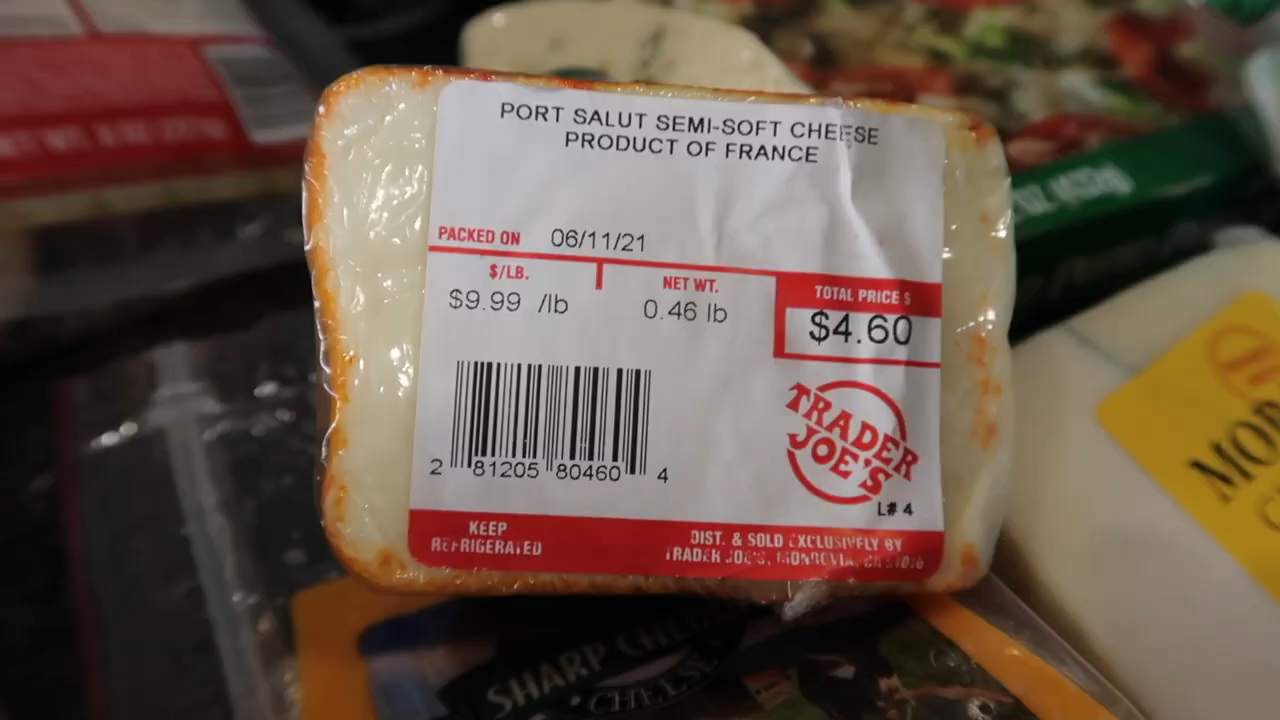 PORT SALUT SEMI-SOFT CHEESE
PRODUCT OF FRANCE
PACKED ON 06/11/21
$/LB. NET WT. TOTAL PRICE $
$9.99 /lb 0.46 lb $4.60
2 81205 80460 4
TRADER
JOE'S
L# 4
KEEP
REFRIGERATED
DIST. & SOLD EXCLUSIVELY BY
TRADER JOE'S, MONROVIA, CA 91016
SHARP
CHEESE